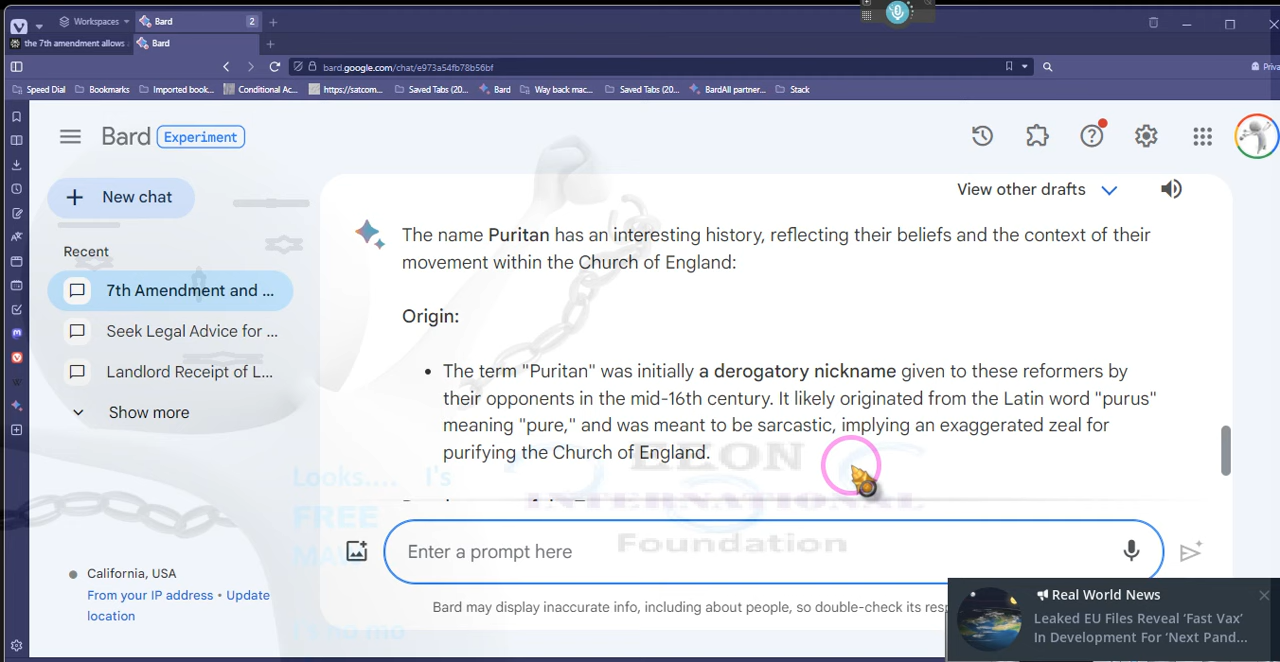 Workspaces
Bard
2
the 7th amendment allows
Bard
bard.google.com/chat/e973a54fb78b56bf
Priva
Speed Dial
Bookmarks
Imported book...
Conditional Ac...
https://satcom...
Saved Tabs (20...
Bard
Way back mac...
Saved Tabs (20...
BardAll partner...
Stack
Bard
Experiment
New chat
Recent
7th Amendment and ...
Seek Legal Advice for ...
Landlord Receipt of L...
Show more
View other drafts
The name Puritan has an interesting history, reflecting their beliefs and the context of their
movement within the Church of England:
Origin:
• The term "Puritan" was initially a derogatory nickname given to these reformers by
their opponents in the mid-16th century. It likely originated from the Latin word "purus"
meaning "pure," and was meant to be sarcastic, implying an exaggerated zeal for
purifying the Church of England.
Looks.... I's
FREE
EEON
INTERNATIONAL
Foundation
Enter a prompt here
California, USA
From your IP address • Update
location
Bard may display inaccurate info, including about people, so double-check its resp
Real World News
Leaked EU Files Reveal ‘Fast Vax’
In Development For ‘Next Pand...